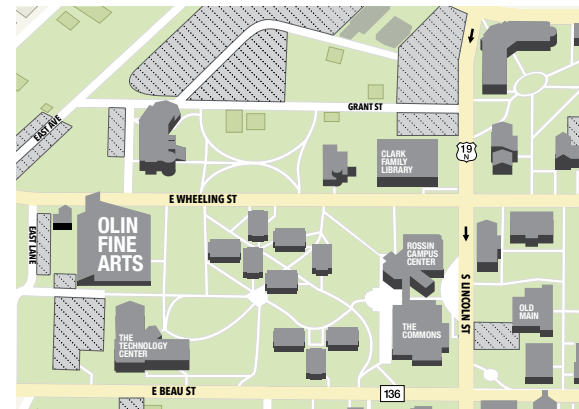 GRANT ST
EAST AVE
19
N
CLARK
FAMILY
LIBRARY
E WHEELING ST
OLIN
FINE
ARTS
EAST LANE
ROSSIN
CAMPUS
CENTER
S LINCOLN ST
OLD
MAIN
THE
COMMONS
THE
TECHNOLOGY
CENTER
E BEAU ST
136